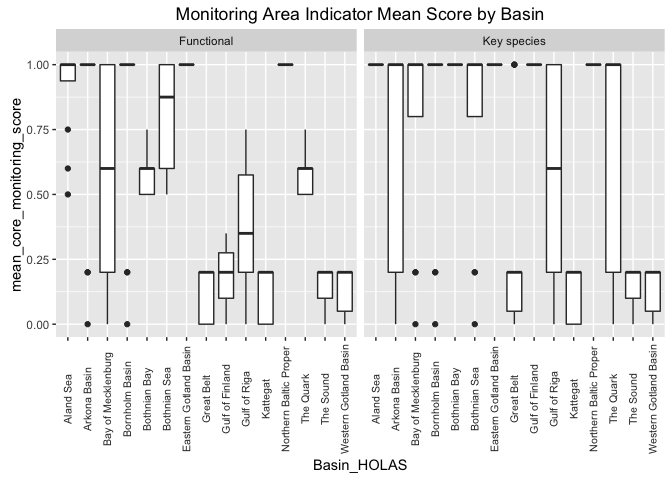 Monitoring Area Indicator Mean Score by Basin
Functional
Key species
mean_core_monitoring_score
1.00
0.75
0.50
0.25
0.00
Aland Sea
Arkona Basin
Bay of Mecklenburg
Bornholm Basin
Bothnian Bay
Bothnian Sea
Eastern Gotland Basin
Great Belt
Gulf of Finland
Gulf of Riga
Kattegat
Northern Baltic Proper
The Quark
The Sound
Western Gotland Basin
Aland Sea
Arkona Basin
Bay of Mecklenburg
Bornholm Basin
Bothnian Bay
Bothnian Sea
Eastern Gotland Basin
Great Belt
Gulf of Finland
Gulf of Riga
Kattegat
Northern Baltic Proper
The Quark
The Sound
Western Gotland Basin
Basin_HOLAS